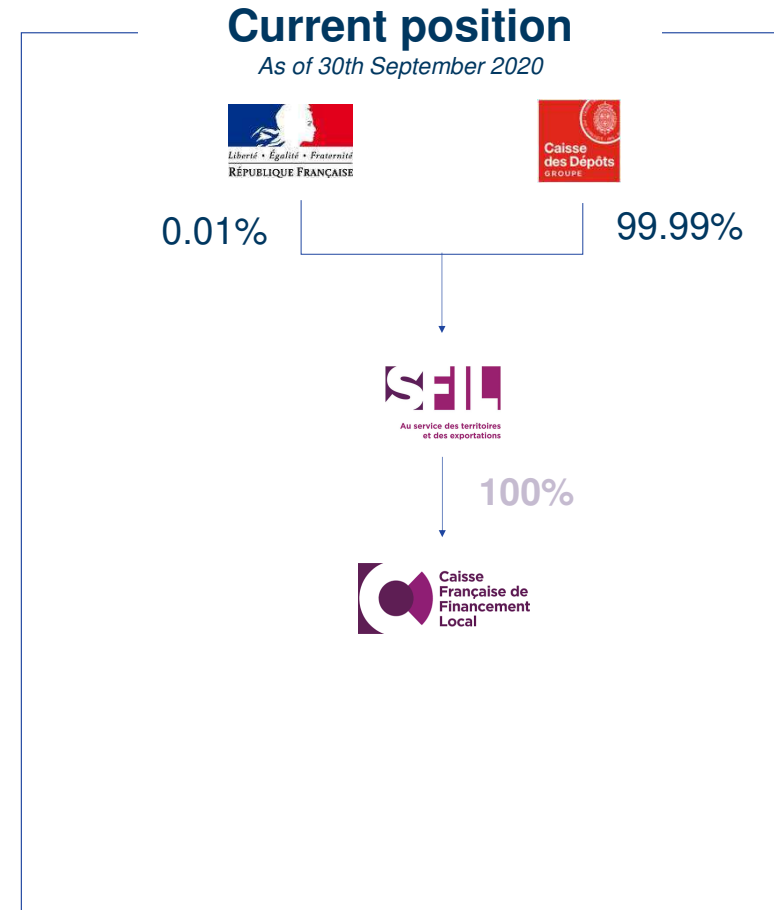 Current position
As of 30th September 2020
Liberté • Égalité • Fraternité
RÉPUBLIQUE FRANÇAISE
Caisse
des Dépôts
GROUPE
0.01%
99.99%
SFIL
Au service des territoires
et des exportations
100%
Caisse
Française de
Financement
Local